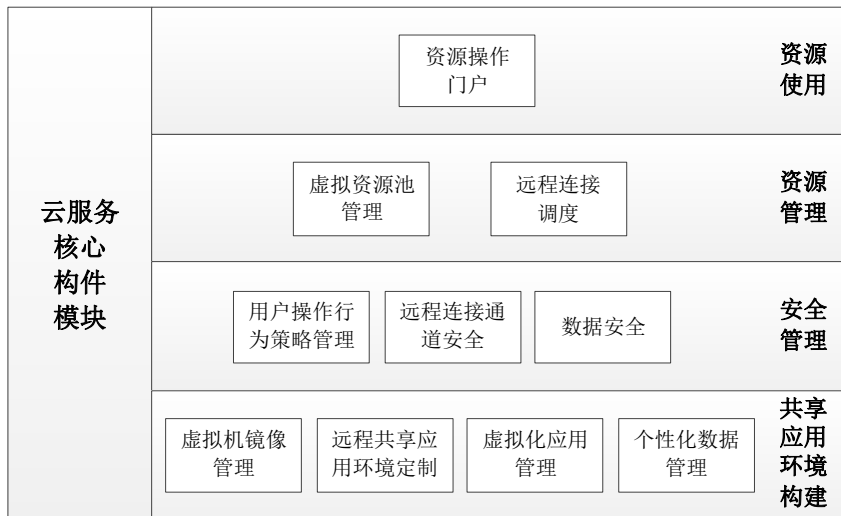 云服务
核心
构件
模块
资源操作
门户
资源
使用
虚拟资源池
管理
远程连接
调度
资源
管理
用户操作行
为策略管理
远程连接通
道安全
数据安全
安全
管理
虚拟机镜像
管理
远程共享应
用环境定制
虚拟化应用
管理
个性化数据
管理
共享
应用
环境
构建